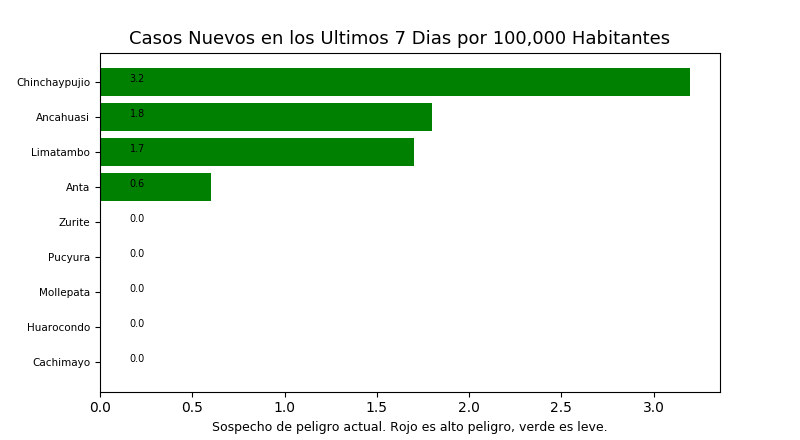 Casos Nuevos en los Ultimos 7 Dias por 100,000 Habitantes
Chinchaypujio 3.2
Ancahuasi 1.8
Limatambo 1.7
Anta 0.6
Zurite 0.0
Pucyura 0.0
Mollepata 0.0
Huarocondo 0.0
Cachimayo 0.0
0.0 0.5 1.0 1.5 2.0 2.5 3.0
Sospecho de peligro actual. Rojo es alto peligro, verde es leve.